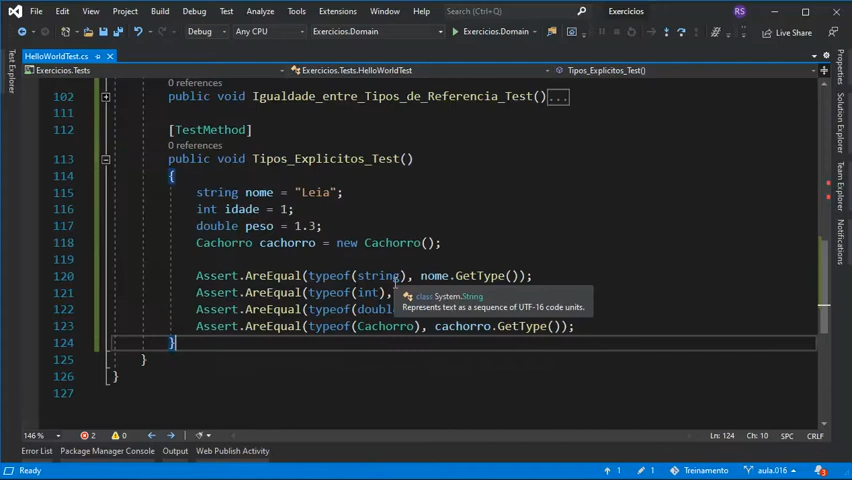 File Edit View Project Build Debug Test Analyze Tools Extensions Window Help Search (Ctrl+Q) Exercicios RS
Debug Any CPU Exercicios.Domain Exercicios.Domain Live Share
HelloWorldTest.cs
Exercicios.Tests Exercicios.Tests.HelloWorldTest Tipos_Explicitos_Test()
Test Explorer
Properties
Solution Explorer
Team Explorer
Notifications
0 references
102 public void Igualdade_entre_Tipos_de_Referencia_Test()...
111
112 [TestMethod]
0 references
113 public void Tipos_Explicitos_Test()
114 {
115 string nome = "Leia";
116 int idade = 1;
117 double peso = 1.3;
118 Cachorro cachorro = new Cachorro();
119
120 Assert.AreEqual(typeof(string), nome.GetType());
121 Assert.AreEqual(typeof(int),
class System.String
Represents text as a sequence of UTF-16 code units.
122 Assert.AreEqual(typeof(double
123 Assert.AreEqual(typeof(Cachorro), cachorro.GetType());
124 }
125 }
126 }
127
146 % 2 0 Ln: 124 Ch: 10 SPC CRLF
Error List Package Manager Console Output Web Publish Activity
Ready 1 1 Treinamento aula.016 3